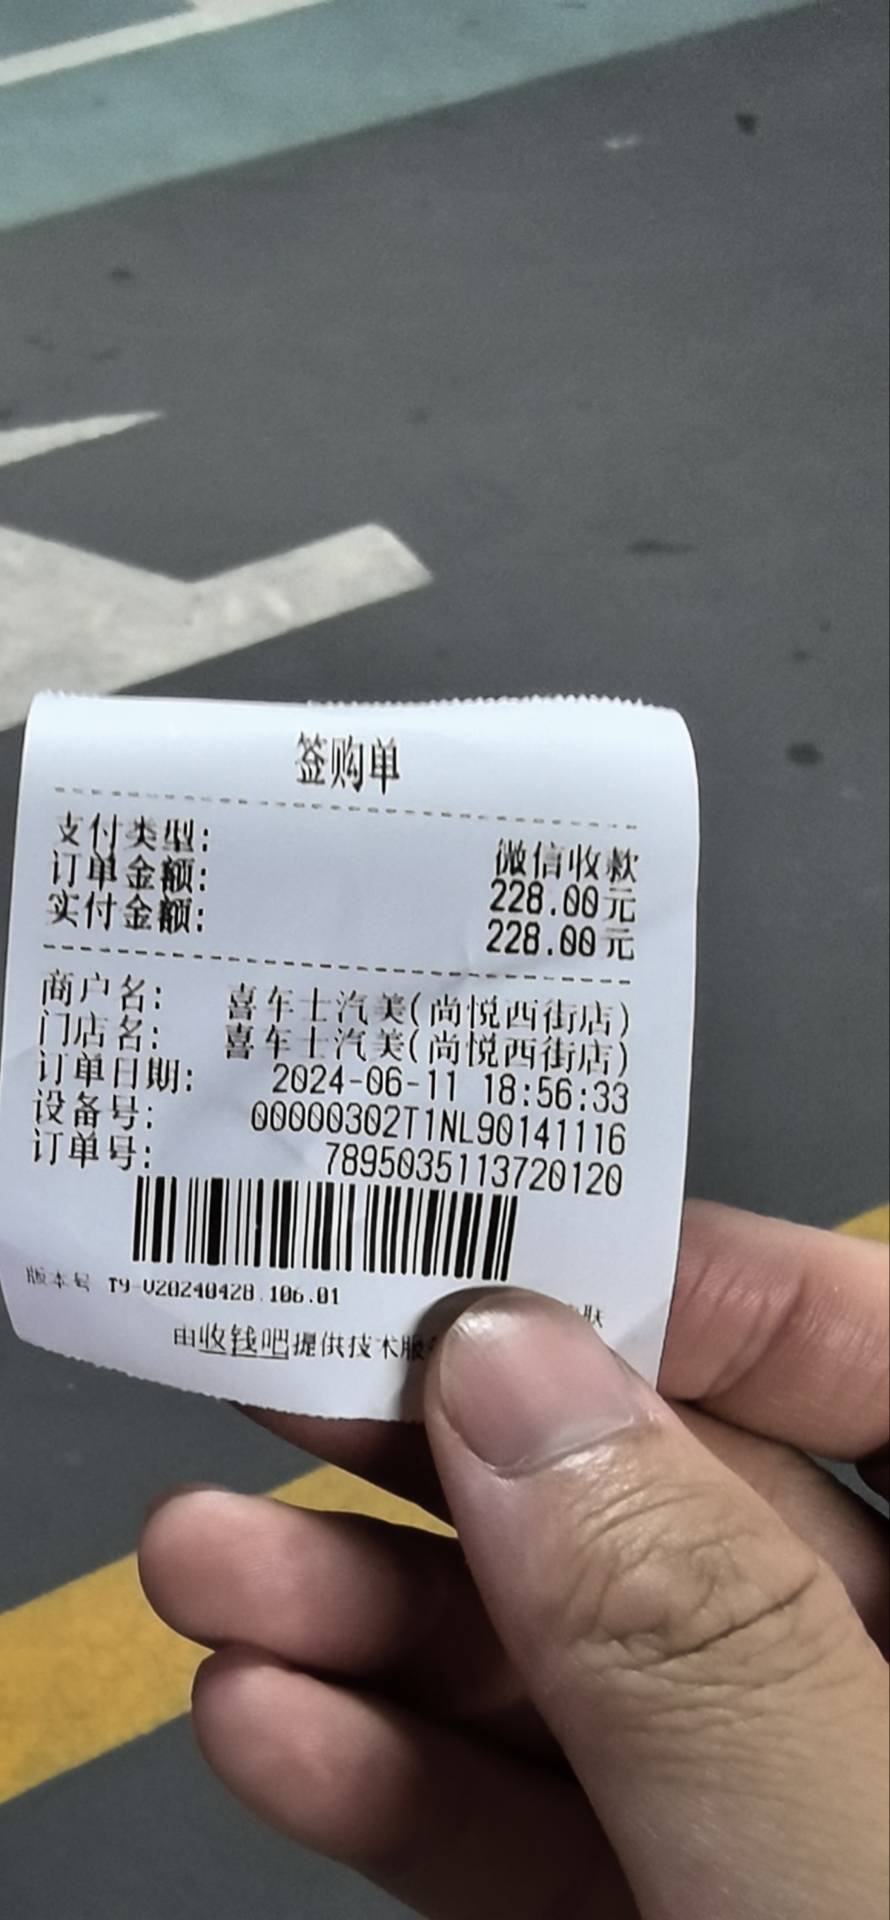 签购单
支付类型: 微信收款
订单金额: 228.00元
实付金额: 228.00元
商户名: 喜车士汽美(尚悦西街店)
门店名: 喜车士汽美(尚悦西街店)
订单日期: 2024-06-11 18:56:33
设备号: 00000302T1NL90141116
订单号: 7895035113720120
版本号 T9-V20240428.106.01 联
由收钱吧提供技术服